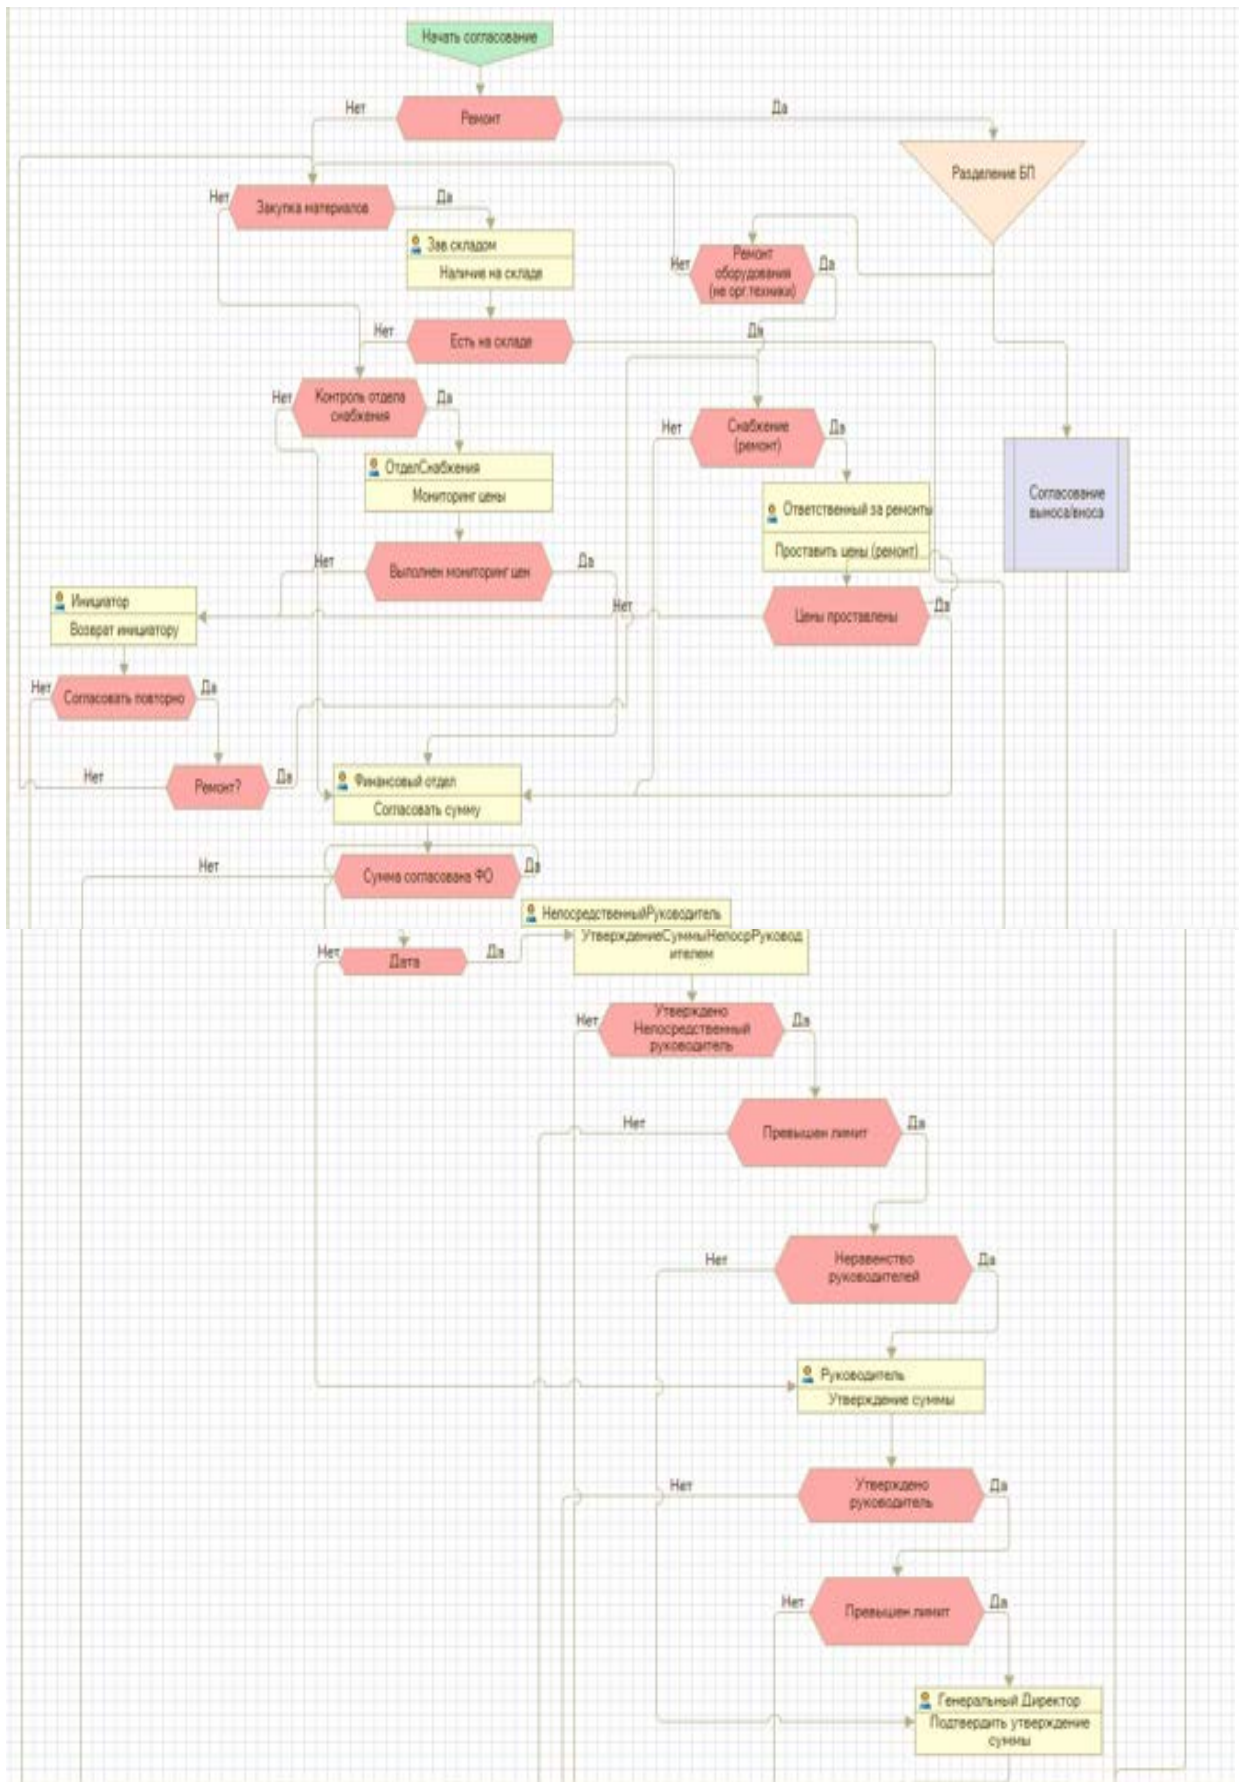 Начать согласование
Нет
Ремонт
Да
Разделение БП
Нет
Закупка материалов
Да
Зав.складом
Наличие на складе
Нет
Ремонт
оборудования
(не орг.техники)
Да
Нет
Есть на складе
Да
Нет
Контроль отдела
снабжения
Да
Нет
Снабжение
(ремонт)
Да
ОтделСнабжения
Мониторинг цены
Ответственный за ремонты
Проставить цены (ремонт)
Согласование
выноса/вноса
Нет
Выполнен мониторинг цен
Да
Инициатор
Возврат инициатору
Нет
Цены проставлены
Да
Нет
Согласовать повторно
Да
Нет
Ремонт?
Да
Финансовый отдел
Согласовать сумму
Нет
Сумма согласована ФО
Да
НепосредственныйРуководитель
УтверждениеСуммыНепосрРуковод
ителем
Нет
Дата
Да
Нет
Утверждено
Непосредственный
руководитель
Да
Нет
Превышен лимит
Да
Нет
Неравенство
руководителей
Да
Руководитель
Утверждение суммы
Нет
Утверждено
руководитель
Да
Нет
Превышен лимит
Да
Генеральный Директор
Подтвердить утверждение
суммы